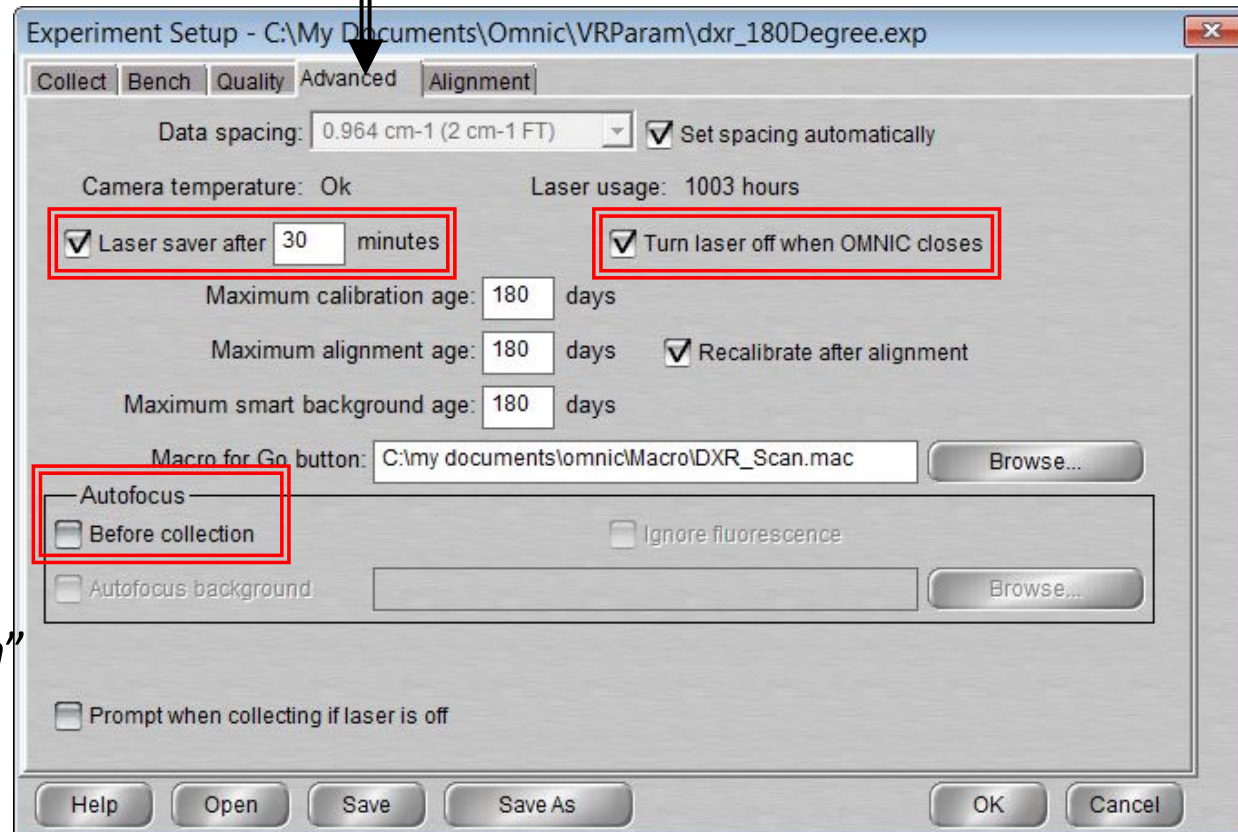 Experiment Setup - C:\My Documents\Omnic\VRParam\dxr_180Degree.exp
Collect Bench Quality Advanced Alignment
Data spacing: 0.964 cm-1 (2 cm-1 FT) Set spacing automatically
Camera temperature: Ok Laser usage: 1003 hours
Laser saver after 30 minutes Turn laser off when OMNIC closes
Maximum calibration age: 180 days
Maximum alignment age: 180 days Recalibrate after alignment
Maximum smart background age: 180 days
Macro for Go button: C:\my documents\omnic\Macro\DXR_Scan.mac Browse...
Autofocus
Before collection Ignore fluorescence
Autofocus background Browse...
Prompt when collecting if laser is off
Help Open Save Save As OK Cancel